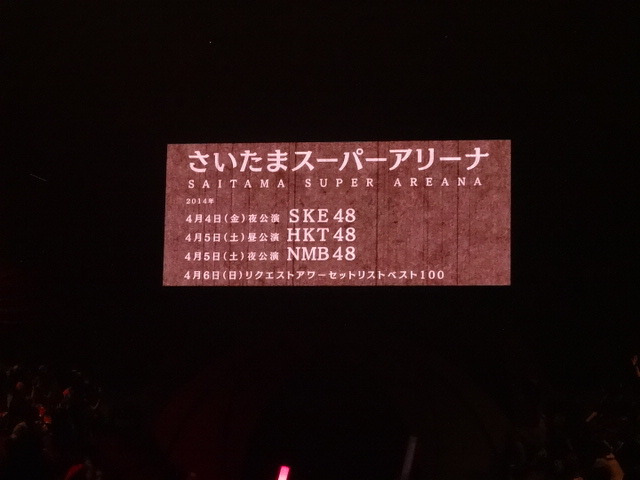 さいたまスーパーアリーナ
SAITAMA SUPER AREANA
2014年
4月4日(金)夜公演 SKE48
4月5日(土)昼公演 HKT48
4月5日(土)夜公演 NMB48
4月6日(日)リクエストアワーセットリストベスト100